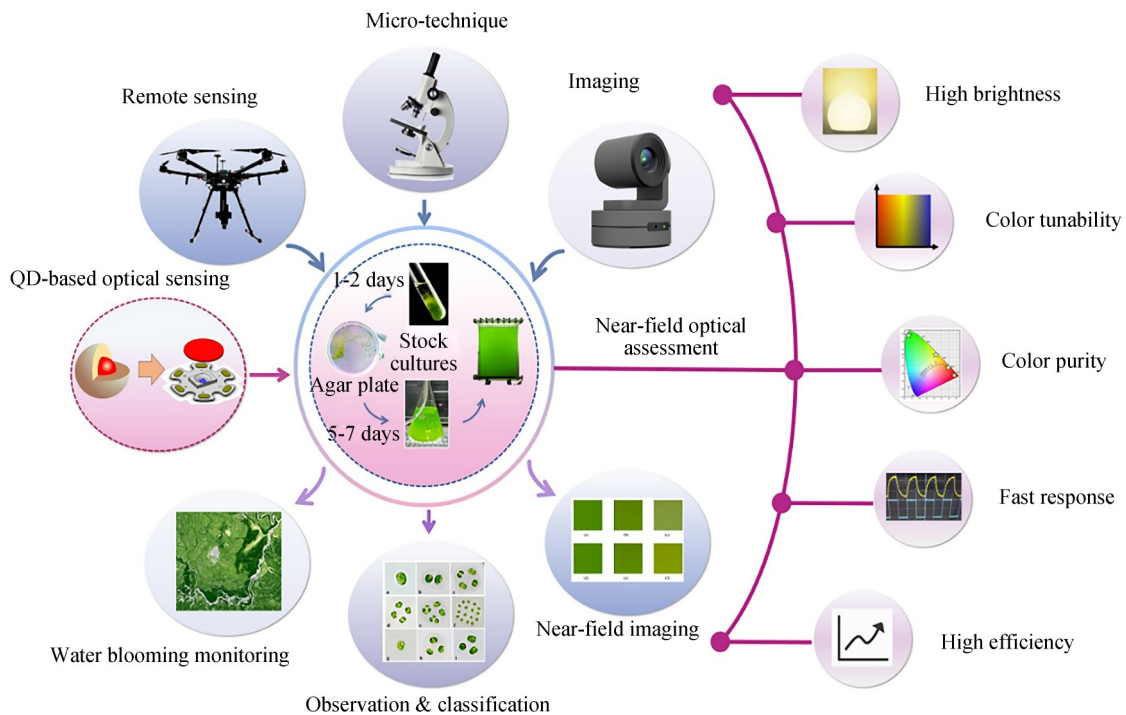 Micro-technique
Remote sensing
Imaging
QD-based optical sensing
1-2 days
Stock
cultures
Agar plate
5-7 days
Near-field optical
assessment
High brightness
Color tunability
Color purity
Fast response
High efficiency
Water blooming monitoring
Observation & classification
Near-field imaging